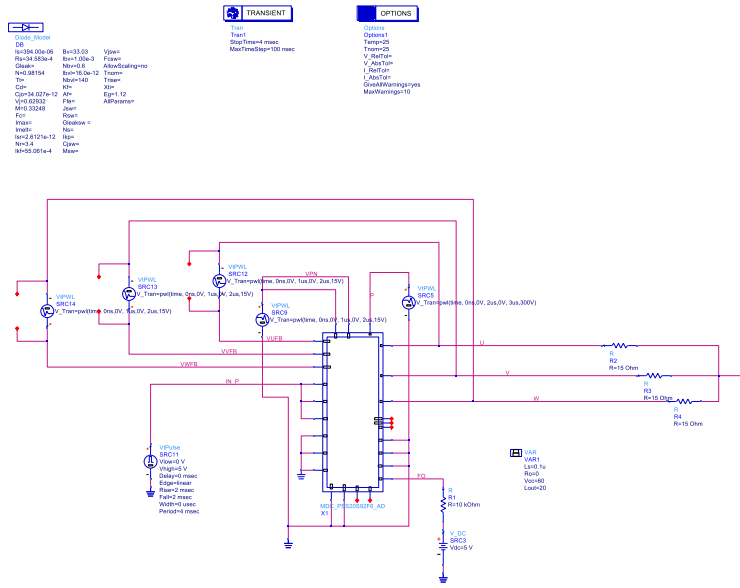 TRANSIENT
Tran
Tran1
StopTime=4 msec
MaxTimeStep=100 nsec
OPTIONS
Options
Options1
Temp=25
Tnom=25
V_RelTol=
V_AbsTol=
I_RelTol=
I_AbsTol=
GiveAllWarnings=yes
MaxWarnings=10
Diode_Model
DB
Is=394.00e-06 Bv=33.03 Vjsw=
Rs=34.583e-4 Ibv=1.00e-3 Fcsw=
Gleak= Nbv=0.6 AllowScaling=no
N=0.98154 Ibvl=16.0e-12 Tnom=
Tt= Nbvl=140 Trise=
Cd= Kf= Xti=
Cjo=34.027e-12 Af= Eg=1.12
Vj=0.62932 Ffe= AllParams=
M=0.33248 Jsw=
Fc= Rsw=
Imax= Gleaksw =
Imelt= Ns=
Isr=2.6121e-12 Ikp=
Nr=3.4 Cjsw=
Ikf=55.061e-4 Msw=
VtPWL
SRC14
V_Tran=pwl(time, 0ns,0V, 1us,0V, 2us,15V)
VtPWL
SRC13
V_Tran=pwl(time, 0ns,0V, 1us,0V, 2us,15V)
VtPWL
SRC12
V_Tran=pwl(time, 0ns,0V, 1us,0V, 2us,15V)
VPN
VtPWL
SRC9
V_Tran=pwl(time, 0ns,0V, 1us,0V, 2us,15V)
VtPWL
SRC5
V_Tran=pwl(time, 0ns,0V, 2us,0V, 3us,300V)
VUFB
VVFB
VWFB
IN_P
U
V
W
R
R2
R=15 Ohm
R
R3
R=15 Ohm
R
R4
R=15 Ohm
VtPulse
SRC11
Vlow=0 V
Vhigh=5 V
Delay=0 msec
Edge=linear
Rise=2 msec
Fall=2 msec
Width=0 usec
Period=4 msec
X1
FO
R
R1
R=10 kOhm
V_DC
SRC3
Vdc=5 V
VAR
VAR1
Ls=0.1u
Ro=0
Vcc=60
Lout=20